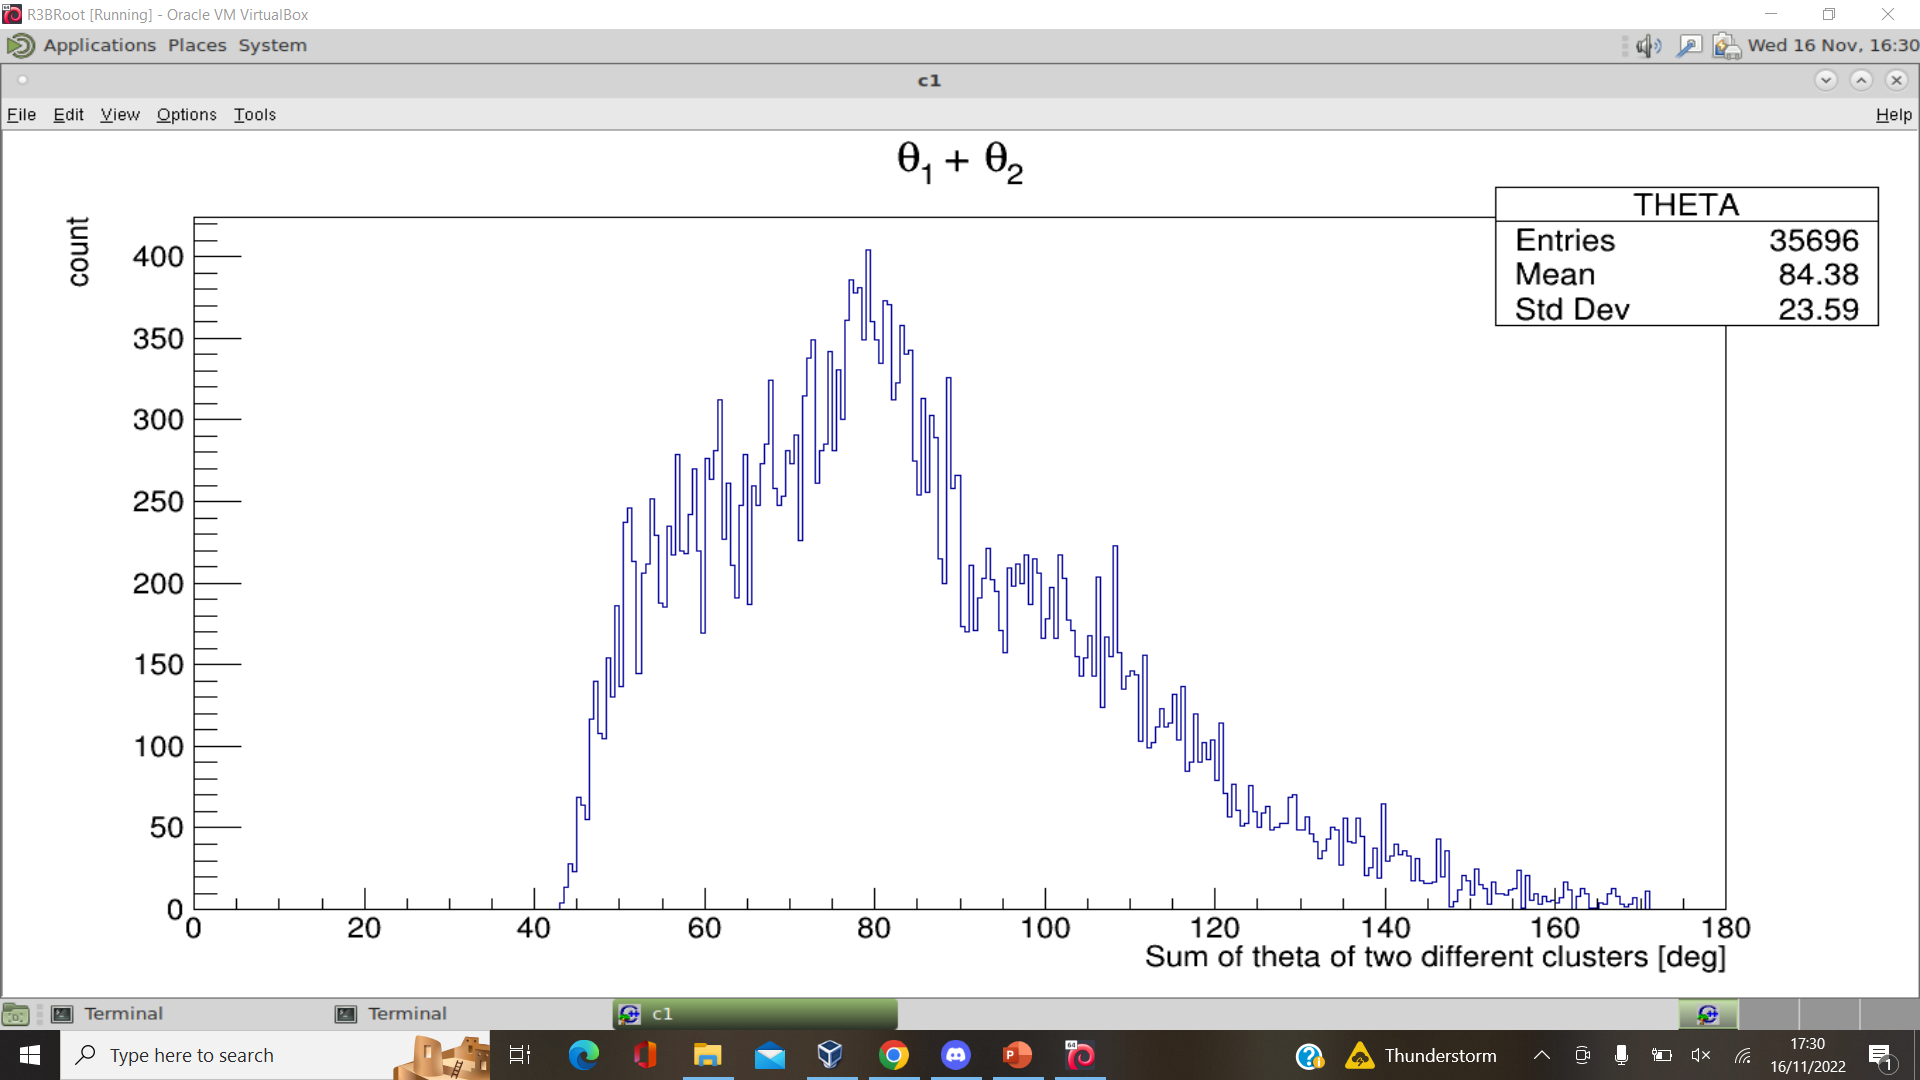 R3BRoot [Running] - Oracle VM VirtualBox
Applications Places System
Wed 16 Nov, 16:30
c1
File Edit View Options Tools Help
θ1 + θ2
count
THETA
Entries 35696
Mean 84.38
Std Dev 23.59
400
350
300
250
200
150
100
50
0
0 20 40 60 80 100 120 140 160 180
Sum of theta of two different clusters [deg]
Terminal Terminal c1
Type here to search
Thunderstorm
17:30
16/11/2022
1